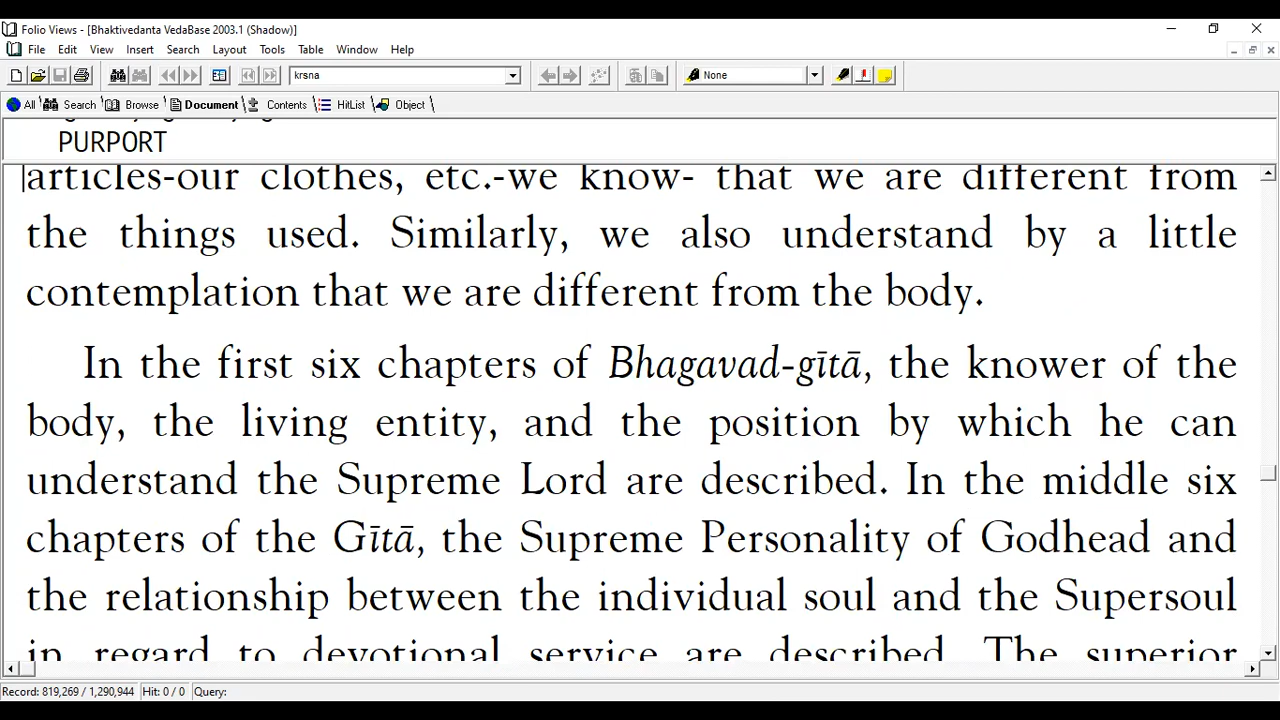 Folio Views - [Bhaktivedanta VedaBase 2003.1 (Shadow)]
File Edit View Insert Search Layout Tools Table Window Help
krsna None
All Search Browse Document Contents HitList Object
PURPORT
articles-our clothes, etc.-we know- that we are different from
the things used. Similarly, we also understand by a little
contemplation that we are different from the body.
In the first six chapters of Bhagavad-gītā, the knower of the
body, the living entity, and the position by which he can
understand the Supreme Lord are described. In the middle six
chapters of the Gītā, the Supreme Personality of Godhead and
the relationship between the individual soul and the Supersoul
in regard to devotional service are described. The superior
Record: 819,269 / 1,290,944 Hit: 0 / 0 Query: